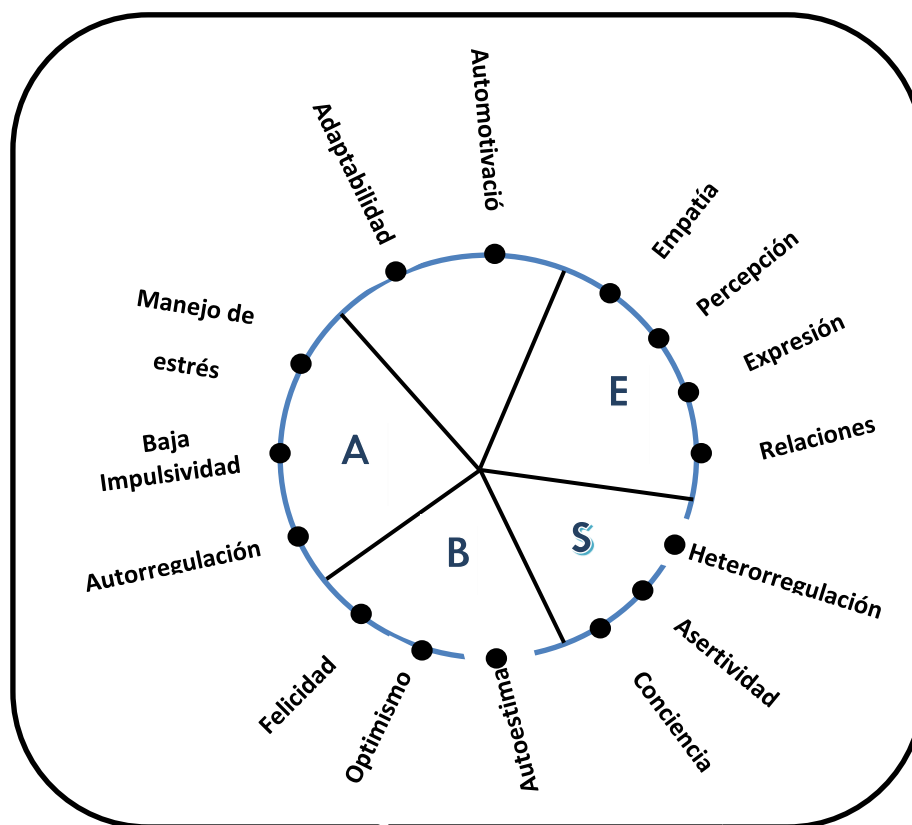 Automotivació
Adaptabilidad
Empatía
Percepción
Manejo de
estrés
Expresión
E
Relaciones
Baja
Impulsividad
A
S
B
Heterorregulación
Autorregulación
Asertividad
Felicidad
Optimismo
Autoestima
Conciencia